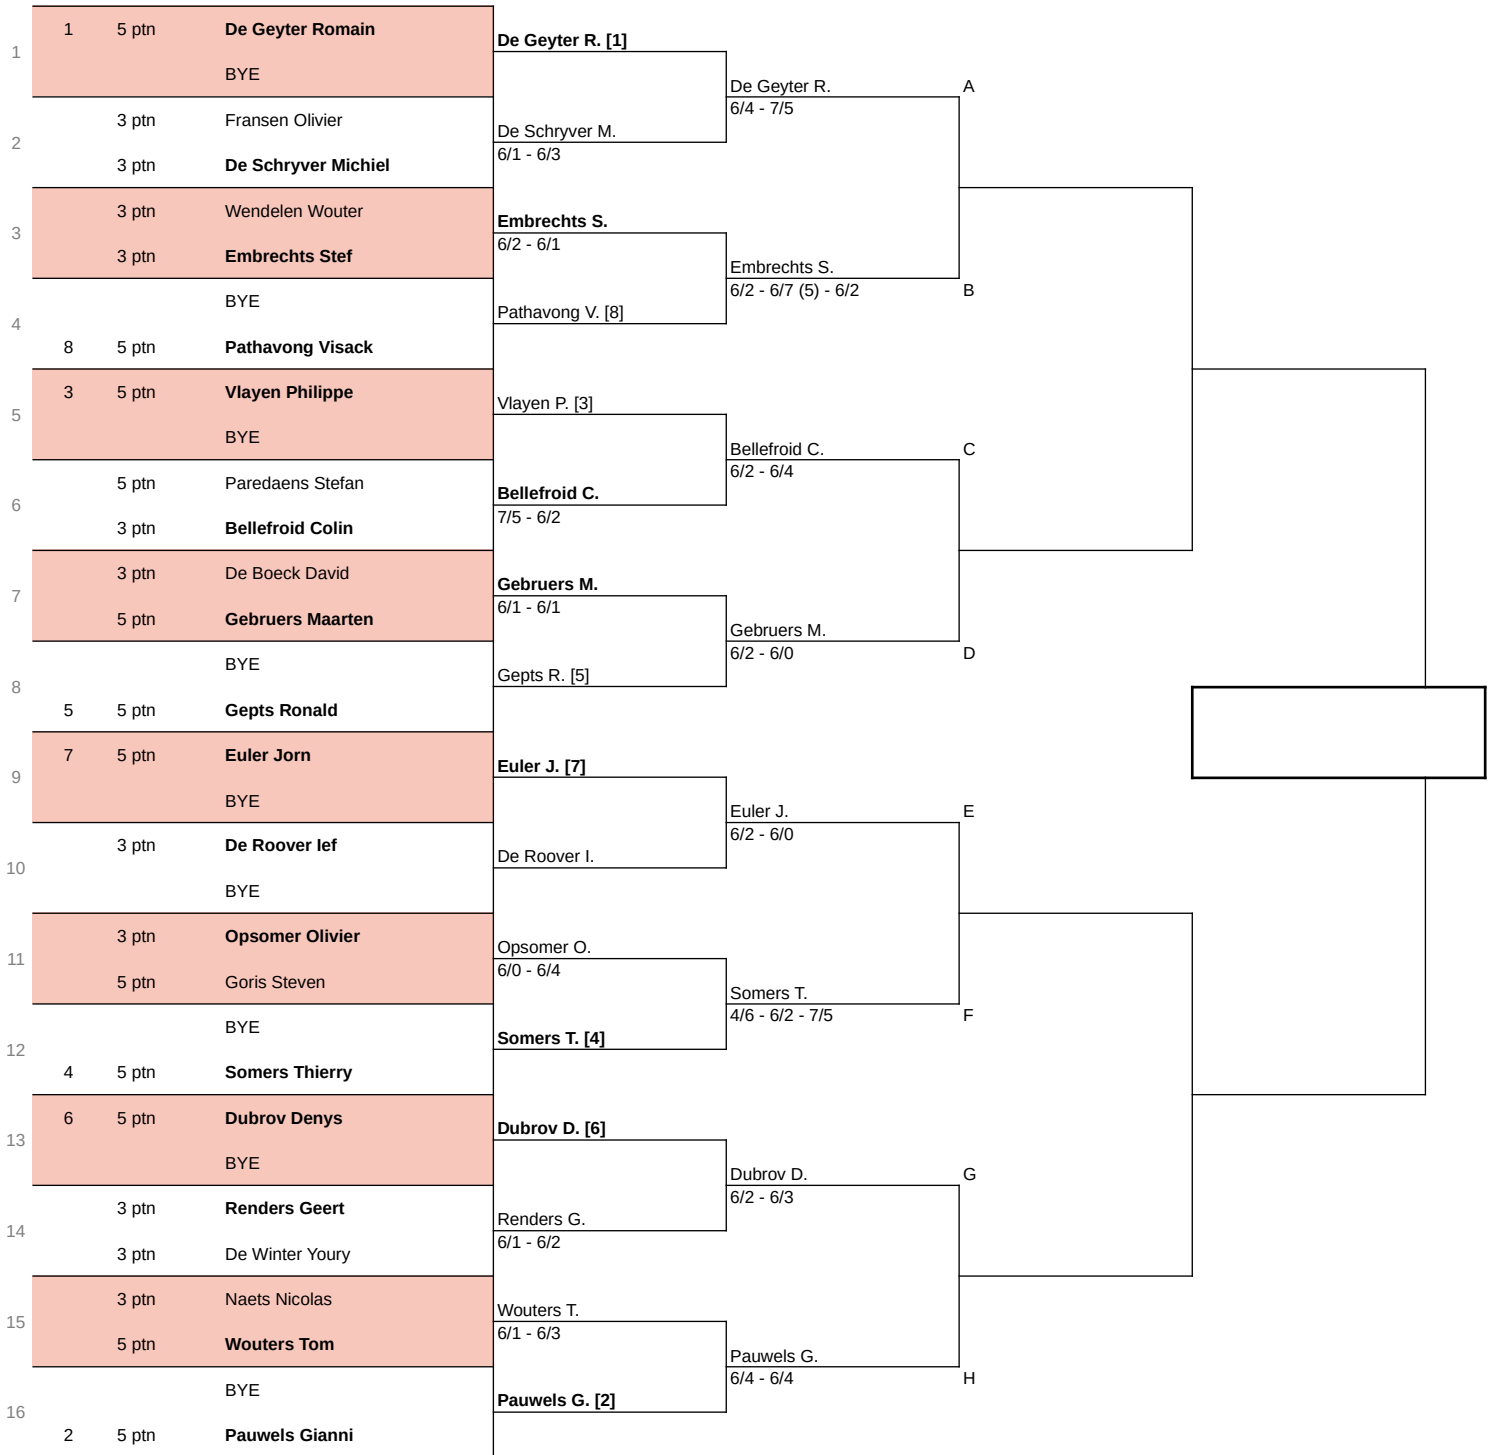 1 5 ptn De Geyter Romain
1
BYE
3 ptn Fransen Olivier
2
3 ptn De Schryver Michiel
3 ptn Wendelen Wouter
3
3 ptn Embrechts Stef
BYE
4
8 5 ptn Pathavong Visack
3 5 ptn Vlayen Philippe
5
BYE
5 ptn Paredaens Stefan
6
3 ptn Bellefroid Colin
3 ptn De Boeck David
7
5 ptn Gebruers Maarten
BYE
8
5 5 ptn Gepts Ronald
7 5 ptn Euler Jorn
9
BYE
3 ptn De Roover Ief
10
BYE
3 ptn Opsomer Olivier
11
5 ptn Goris Steven
BYE
12
4 5 ptn Somers Thierry
6 5 ptn Dubrov Denys
13
BYE
3 ptn Renders Geert
14
3 ptn De Winter Youry
3 ptn Naets Nicolas
15
5 ptn Wouters Tom
BYE
16
2 5 ptn Pauwels Gianni
De Geyter R. [1]
De Schryver M.
6/1 - 6/3
Embrechts S.
6/2 - 6/1
Pathavong V. [8]
Vlayen P. [3]
Bellefroid C.
7/5 - 6/2
Gebruers M.
6/1 - 6/1
Gepts R. [5]
Euler J. [7]
De Roover I.
Opsomer O.
6/0 - 6/4
Somers T. [4]
Dubrov D. [6]
Renders G.
6/1 - 6/2
Wouters T.
6/1 - 6/3
Pauwels G. [2]
De Geyter R. A
6/4 - 7/5
Embrechts S.
6/2 - 6/7 (5) - 6/2 B
Bellefroid C. C
6/2 - 6/4
Gebruers M.
6/2 - 6/0 D
Euler J. E
6/2 - 6/0
Somers T.
4/6 - 6/2 - 7/5 F
Dubrov D. G
6/2 - 6/3
Pauwels G.
6/4 - 6/4 H